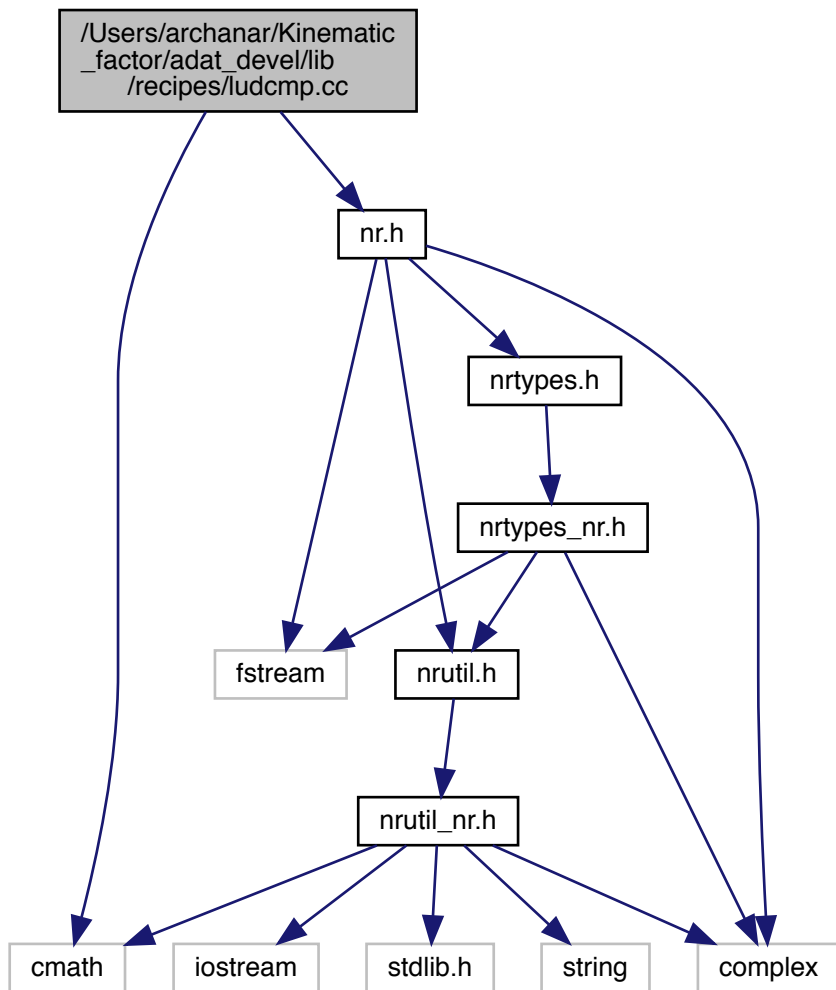 /Users/archanar/Kinematic
_factor/adat_devel/lib
/recipes/ludcmp.cc
nr.h
nrtypes.h
nrtypes_nr.h
fstream
nrutil.h
nrutil_nr.h
cmath
iostream
stdlib.h
string
complex